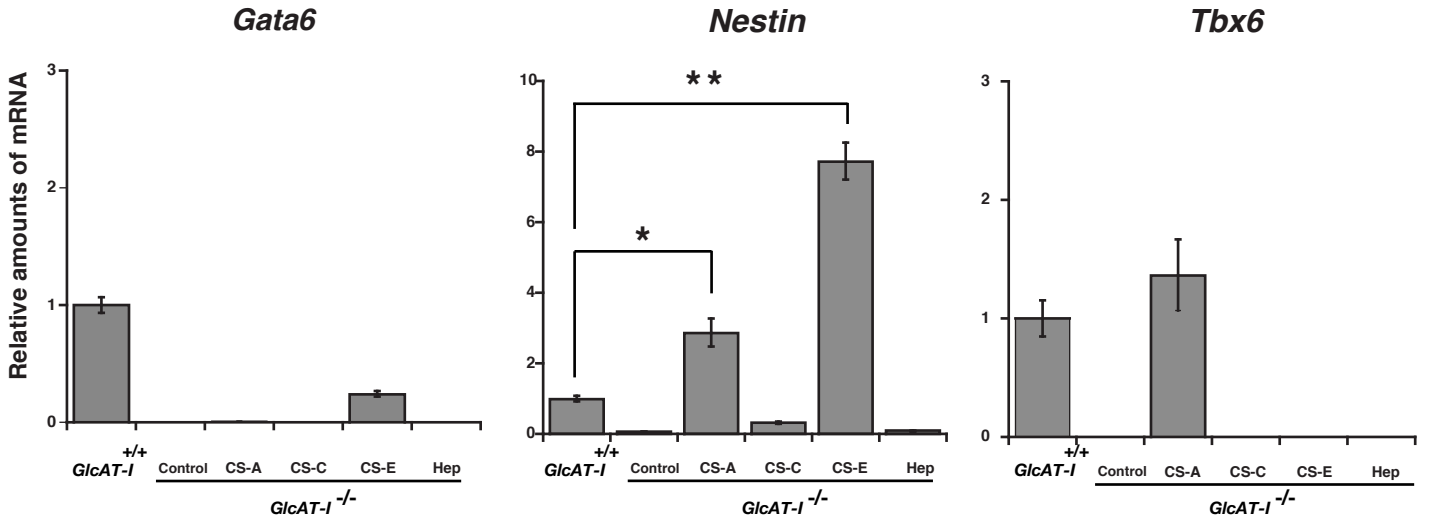 Gata6
Relative amounts of mRNA
3
2
1
0
GlcAT-I +/+
Control CS-A CS-C CS-E Hep
GlcAT-I -/-
Nestin
10
8
6
4
2
0
**
*
GlcAT-I +/+
Control CS-A CS-C CS-E Hep
GlcAT-I -/-
Tbx6
3
2
1
0
GlcAT-I +/+
Control CS-A CS-C CS-E Hep
GlcAT-I -/-